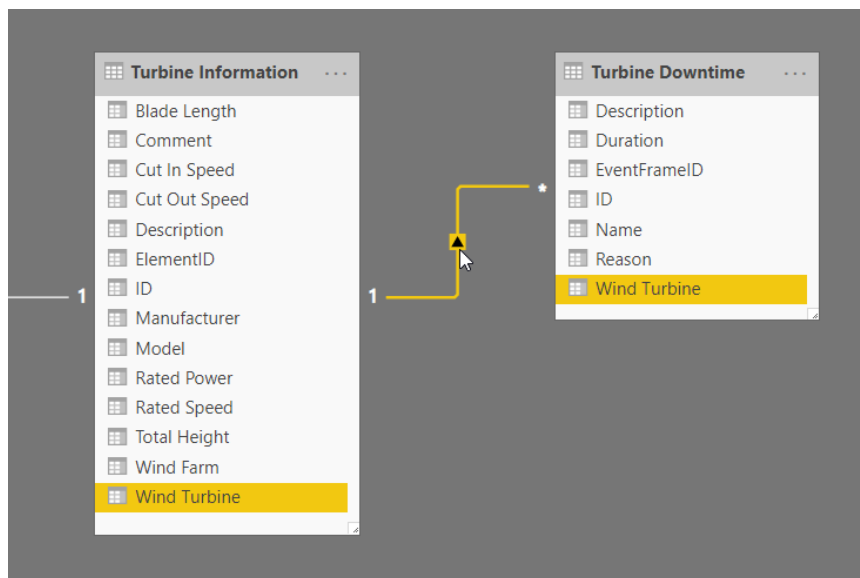 Turbine Information ...
Blade Length
Comment
Cut In Speed
Cut Out Speed
Description
ElementID
ID
Manufacturer
Model
Rated Power
Rated Speed
Total Height
Wind Farm
Wind Turbine
1
1
*
Turbine Downtime ...
Description
Duration
EventFrameID
ID
Name
Reason
Wind Turbine